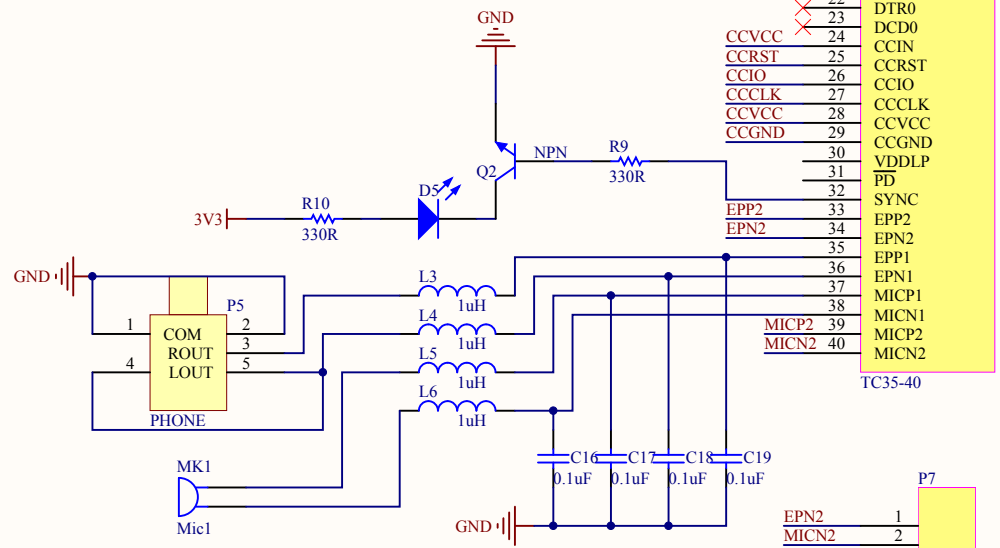 22 DTR0
GND
23 DCD0
CCVCC 24 CCIN
CCRST 25 CCRST
CCIO 26 CCIO
CCCLK 27 CCCLK
CCVCC 28 CCVCC
CCGND 29 CCGND
NPN R9 30 VDDLP
Q2 330R 31 PD
D5 32 SYNC
R10 EPP2 33 EPP2
3V3
330R EPN2 34 EPN2
35 EPP1
GND L3 36 EPN1
1uH 37 MICP1
P5 L4 38 MICN1
1 COM 2 1uH MICP2 39 MICP2
ROUT 3 L5 MICN2 40 MICN2
4 LOUT 5 1uH TC35-40
L6
PHONE 1uH
MK1 C16 C17 C18 C19
0.1uF 0.1uF 0.1uF 0.1uF
P7
Mic1 GND EPN2 1
MICN2 2